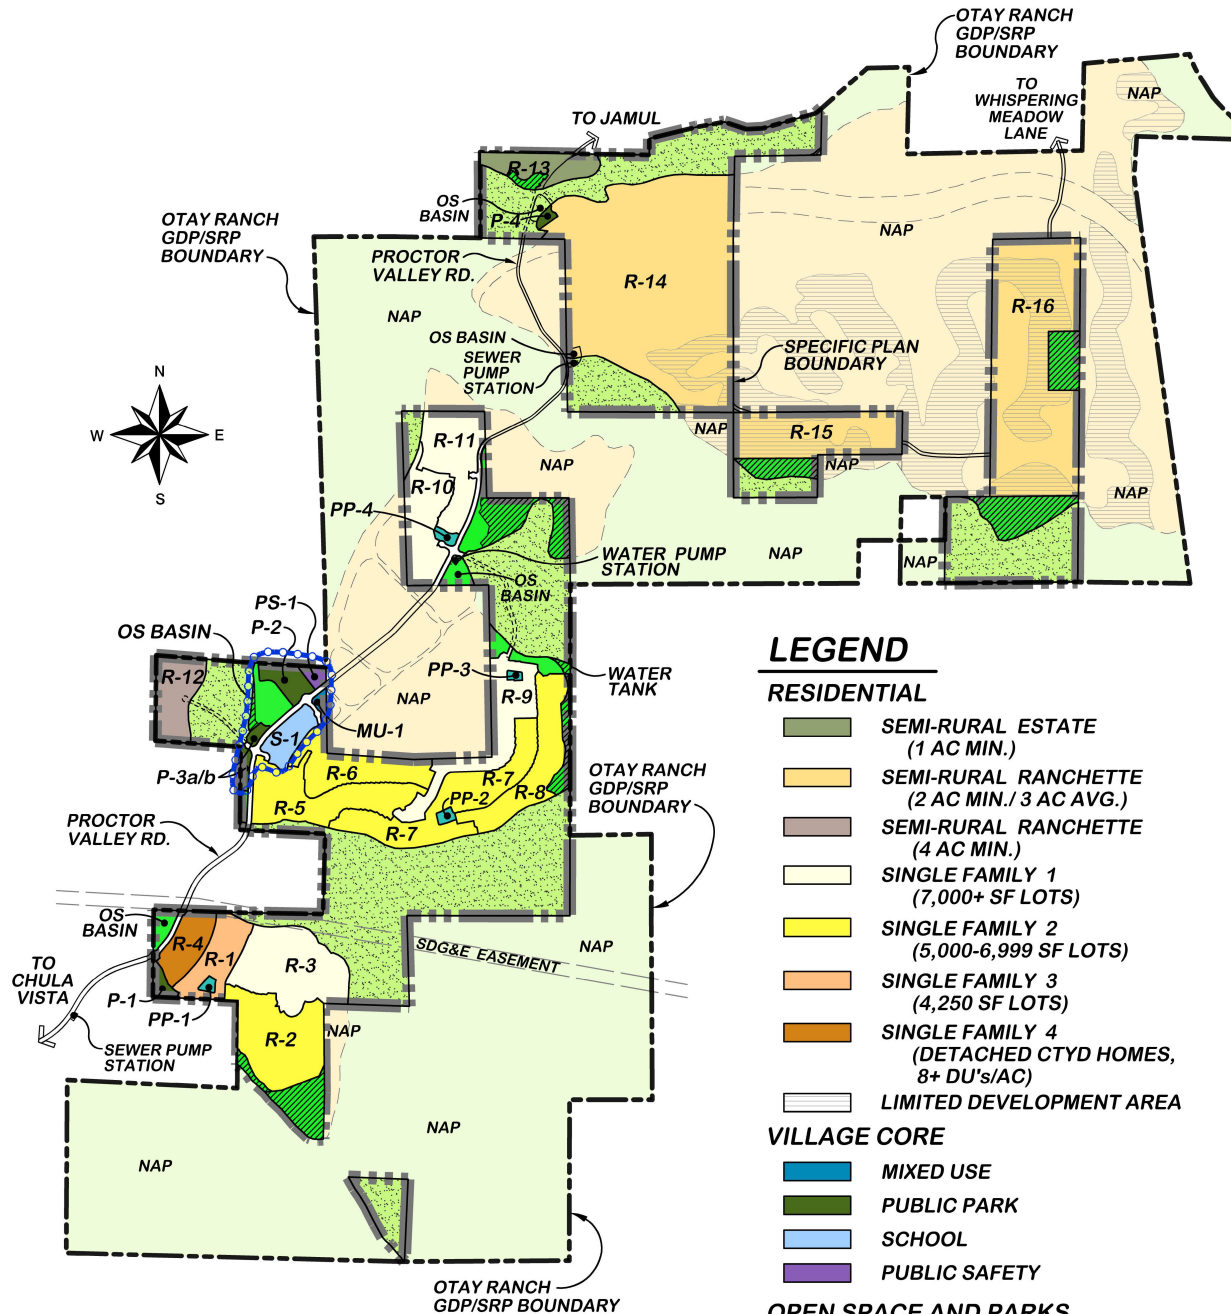 OTAY RANCH
GDP/SRP
BOUNDARY
TO
WHISPERING
MEADOW
LANE
NAP
TO JAMUL
R-13
OS
BASIN
P-4
OTAY RANCH
GDP/SRP
BOUNDARY
PROCTOR
VALLEY RD.
NAP
R-14
R-16
NAP
OS BASIN
SEWER
PUMP
STATION
SPECIFIC PLAN
BOUNDARY
N
W
E
S
R-11
NAP
R-15
NAP
NAP
R-10
NAP
PP-4
WATER PUMP
STATION
NAP
NAP
OS
BASIN
PS-1
P-2
OS BASIN
R-12
PP-3
R-9
WATER
TANK
NAP
MU-1
S-1
P-3a/b
R-6
R-7
R-8
R-5
PP-2
R-7
OTAY RANCH
GDP/SRP
BOUNDARY
PROCTOR
VALLEY RD.
OS
BASIN
R-4
R-1
R-3
SDG&E EASEMENT
NAP
TO
CHULA
VISTA
P-1
PP-1
R-2
NAP
SEWER PUMP
STATION
NAP
NAP
OTAY RANCH
GDP/SRP BOUNDARY
LEGEND
RESIDENTIAL
SEMI-RURAL ESTATE
(1 AC MIN.)
SEMI-RURAL RANCHETTE
(2 AC MIN./ 3 AC AVG.)
SEMI-RURAL RANCHETTE
(4 AC MIN.)
SINGLE FAMILY 1
(7,000+ SF LOTS)
SINGLE FAMILY 2
(5,000-6,999 SF LOTS)
SINGLE FAMILY 3
(4,250 SF LOTS)
SINGLE FAMILY 4
(DETACHED CTYD HOMES,
8+ DU's/AC)
LIMITED DEVELOPMENT AREA
VILLAGE CORE
MIXED USE
PUBLIC PARK
SCHOOL
PUBLIC SAFETY
OPEN SPACE AND PARKS